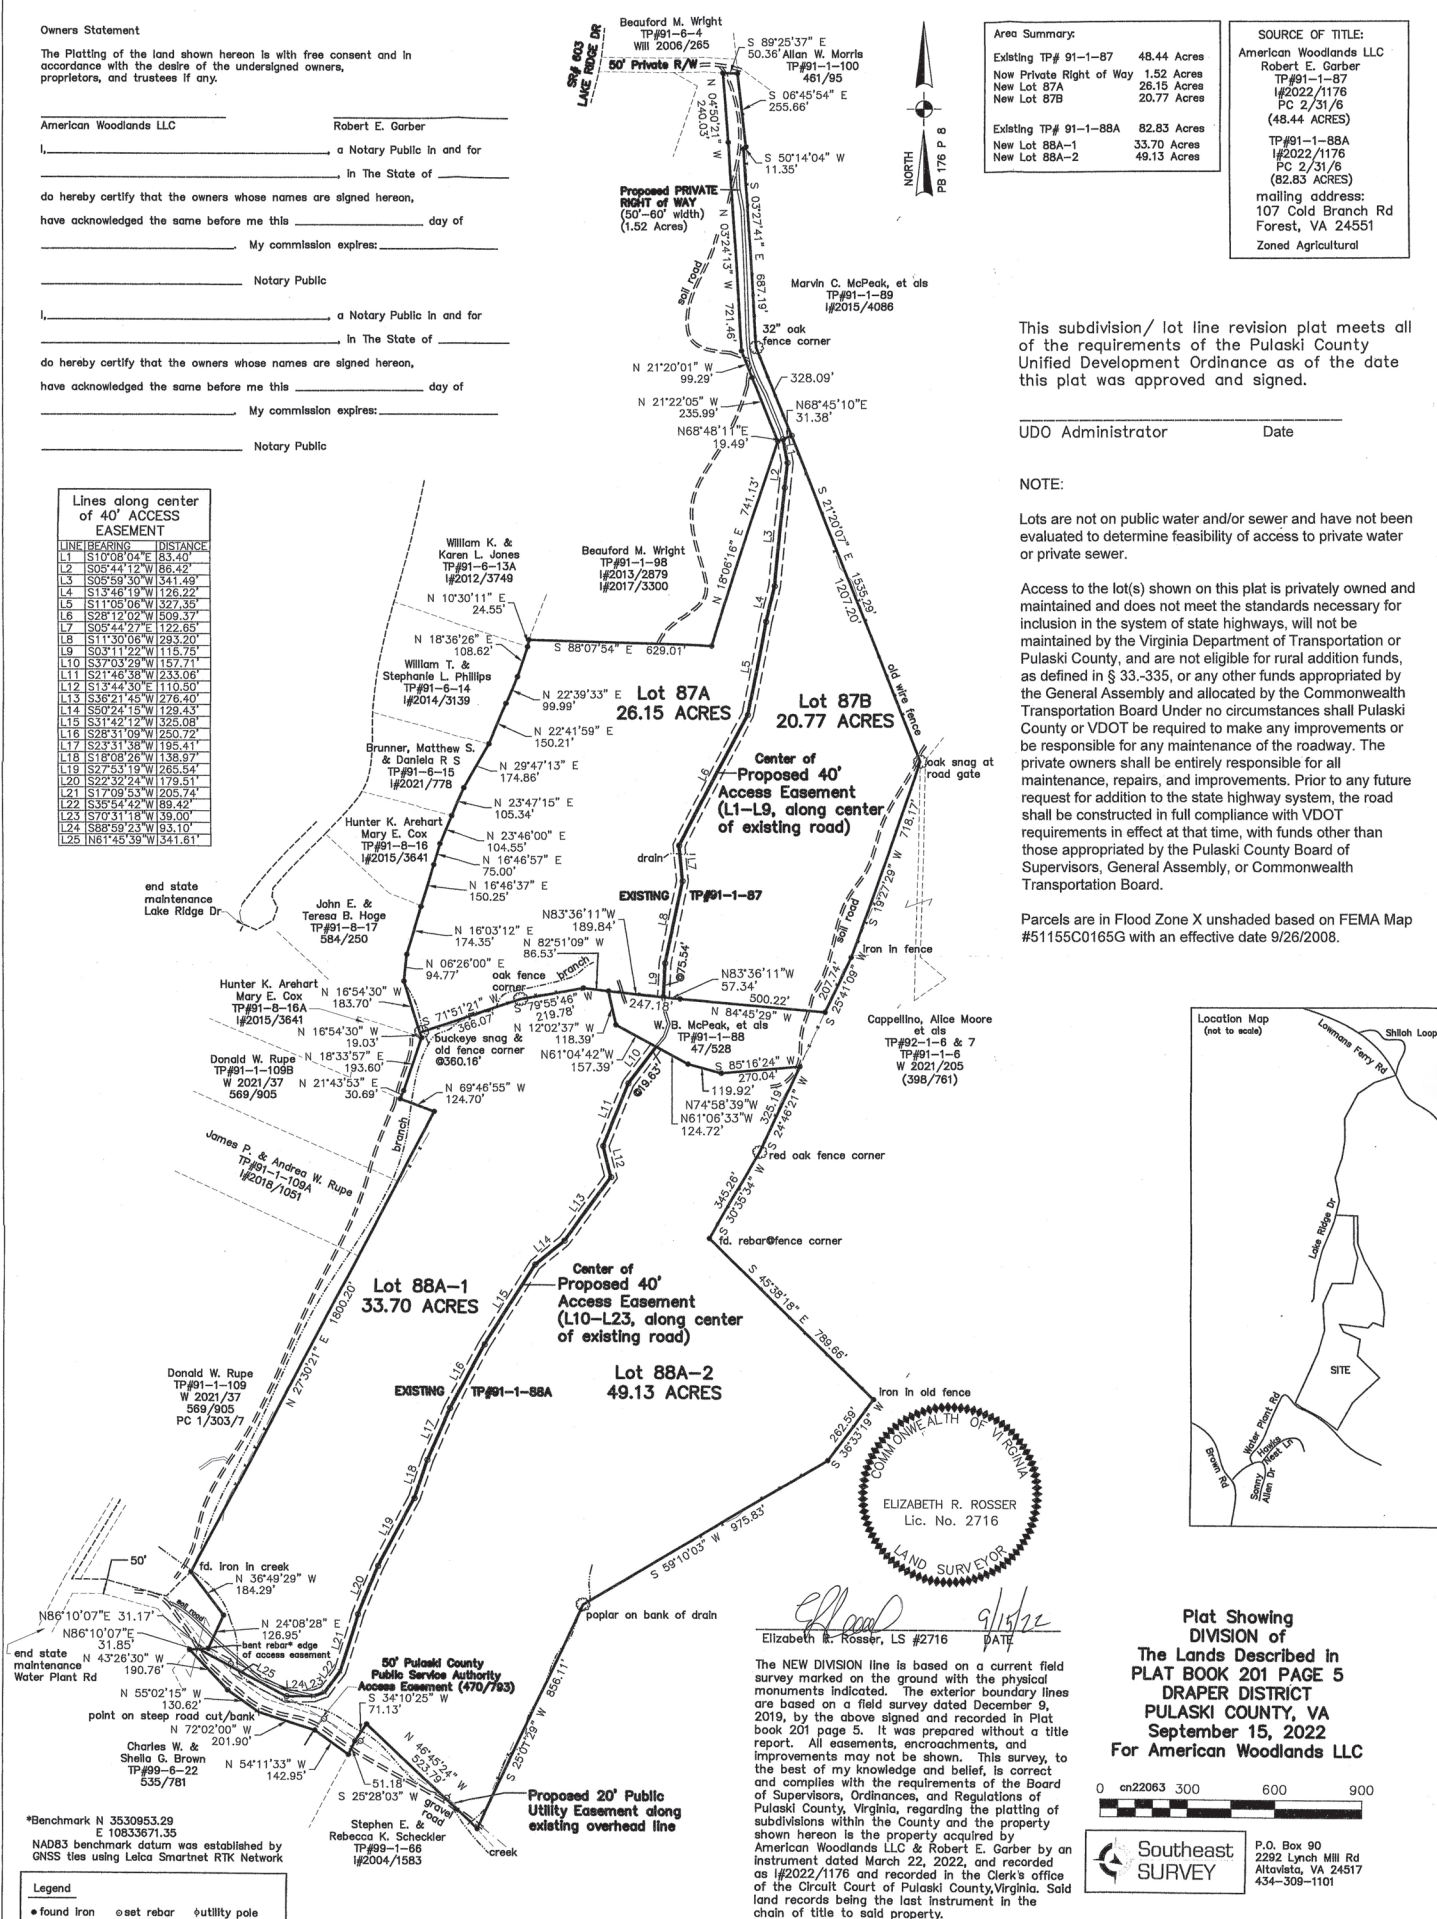 Owners Statement
The Platting of the land shown hereon is with free consent and in
accordance with the desire of the undersigned owners,
proprietors, and trustees if any.
American Woodlands LLC
Robert E. Garber
I,____________, a Notary Public in and for
____________, in The State of ________
do hereby certify that the owners whose names are signed hereon,
have acknowledged the same before me this ____________ day of
____________. My commission expires:____________
____________ Notary Public
I,____________, a Notary Public in and for
____________, in The State of ________
do hereby certify that the owners whose names are signed hereon,
have acknowledged the same before me this ____________ day of
____________. My commission expires:____________
____________ Notary Public
Lines along center
of 40' ACCESS
EASEMENT
LINE BEARING DISTANCE
L1 S10°08'04"E 83.40'
L2 S05°44'12"W 86.42'
L3 S05°59'30"W 341.49'
L4 S13°46'19"W 126.22'
L5 S11°05'06"W 327.35'
L6 S28°12'02"W 509.37'
L7 S05°44'27"E 122.65'
L8 S11°30'06"W 293.20'
L9 S03°11'22"W 115.75'
L10 S37°03'29"W 157.71'
L11 S21°46'38"W 233.06'
L12 S13°44'30"E 110.50'
L13 S36°21'45"W 276.40'
L14 S50°24'15"W 129.43'
L15 S31°42'12"W 325.08'
L16 S28°31'09"W 250.72'
L17 S23°31'38"W 195.41'
L18 S18°08'26"W 138.97'
L19 S27°53'19"W 265.54'
L20 S22°32'24"W 179.51'
L21 S17°09'53"W 205.74'
L22 S35°54'42"W 89.42'
L23 S70°31'18"W 39.00'
L24 S88°59'23"W 93.10'
L25 N61°45'39"W 341.61'
SR# 603
LAKE RIDGE DR
Beauford M. Wright
TP#91-6-4
Will 2006/265
50' Private R/W
S 89°25'37" E
50.36'
Allan W. Morris
TP#91-1-100
461/95
S 06°45'54" E
255.66'
N 04°50'21" W
240.03'
S 50°14'04" W
11.35'
Proposed PRIVATE
RIGHT of WAY
(50'-60' width)
(1.52 Acres)
S 03°27'41" E 687.19'
N 03°24'13" W 721.46'
soil road
Marvin C. McPeak, et als
TP#91-1-89
I#2015/4086
32" oak
fence corner
N 21°20'01" W
99.29'
328.09'
N 21°22'05" W
235.99'
N68°45'10"E
31.38'
N68°48'11"E
19.49'
NORTH
PB 176 P 8
Area Summary:
Existing TP# 91-1-87 48.44 Acres
Now Private Right of Way 1.52 Acres
New Lot 87A 26.15 Acres
New Lot 87B 20.77 Acres
Existing TP# 91-1-88A 82.83 Acres
New Lot 88A-1 33.70 Acres
New Lot 88A-2 49.13 Acres
SOURCE OF TITLE:
American Woodlands LLC
Robert E. Garber
TP#91-1-87
I#2022/1176
PC 2/31/6
(48.44 ACRES)
TP#91-1-88A
I#2022/1176
PC 2/31/6
(82.83 ACRES)
mailing address:
107 Cold Branch Rd
Forest, VA 24551
Zoned Agricultural
This subdivision/ lot line revision plat meets all
of the requirements of the Pulaski County
Unified Development Ordinance as of the date
this plat was approved and signed.
UDO Administrator Date
NOTE:
Lots are not on public water and/or sewer and have not been
evaluated to determine feasibility of access to private water
or private sewer.
Access to the lot(s) shown on this plat is privately owned and
maintained and does not meet the standards necessary for
inclusion in the system of state highways, will not be
maintained by the Virginia Department of Transportation or
Pulaski County, and are not eligible for rural addition funds,
as defined in § 33.-335, or any other funds appropriated by
the General Assembly and allocated by the Commonwealth
Transportation Board Under no circumstances shall Pulaski
County or VDOT be required to make any improvements or
be responsible for any maintenance of the roadway. The
private owners shall be entirely responsible for all
maintenance, repairs, and improvements. Prior to any future
request for addition to the state highway system, the road
shall be constructed in full compliance with VDOT
requirements in effect at that time, with funds other than
those appropriated by the Pulaski County Board of
Supervisors, General Assembly, or Commonwealth
Transportation Board.
Parcels are in Flood Zone X unshaded based on FEMA Map
#51155C0165G with an effective date 9/26/2008.
L1
L2
L3
L4
L5
L6
L7
L8
L9
N 18°06'16" E 741.13'
S 21°20'07" E 1535.29'
1207.20'
old wire fence
William K. &
Karen L. Jones
TP#91-6-13A
I#2012/3749
Beauford M. Wright
TP#91-1-98
I#2013/2879
I#2017/3300
N 10°30'11" E
24.55'
S 88°07'54" E 629.01'
N 18°36'26" E
108.62'
William T. &
Stephanie L. Phillips
TP#91-6-14
I#2014/3139
N 22°39'33" E
99.99'
N 22°41'59" E
150.21'
Brunner, Matthew S.
& Daniela R S
TP#91-6-15
I#2021/778
N 29°47'13" E
174.86'
N 23°47'15" E
105.34'
Hunter K. Arehart
Mary E. Cox
TP#91-8-16
I#2015/3641
N 23°46'00" E
104.55'
N 16°46'57" E
75.00'
N 16°46'37" E
150.25'
end state
maintenance
Lake Ridge Dr
John E. &
Teresa B. Hoge
TP#91-8-17
584/250
N 16°03'12" E
174.35'
N 06°26'00" E
94.77'
Lot 87A
26.15 ACRES
Lot 87B
20.77 ACRES
Center of
Proposed 40'
Access Easement
(L1-L9, along center
of existing road)
oak snag at
road gate
drain
EXISTING TP#91-1-87
S 19°27'29" W 718.17'
soil road
iron in fence
S 25°41'09" W
207.74'
N83°36'11"W
189.84'
N 82°51'09" W
86.53'
oak fence
corner
branch
@75.54'
N83°36'11"W
57.34'
247.18'
500.22'
N 84°45'29" W
Hunter K. Arehart
Mary E. Cox
TP#91-8-16A
I#2015/3641
N 16°54'30" W
183.70'
N 16°54'30" W
19.03'
S 71°51'21" W
366.07'
S 79°55'46" W
219.78'
buckeye snag &
old fence corner
@360.16'
N 12°02'37" W
118.39'
N61°04'42"W
157.39'
W. B. McPeak, et als
TP#91-1-88
47/528
S 85°16'24" W
270.04'
119.92'
N74°58'39"W
N61°06'33"W
124.72'
@19.63'
Cappellino, Alice Moore
et als
TP#92-1-6 & 7
TP#91-1-6
W 2021/205
(398/761)
Donald W. Rupe
TP#91-1-109B
W 2021/37
569/905
N 18°33'57" E
193.60'
N 21°43'53" E
30.69'
N 69°46'55" W
124.70'
branch
James P. & Andrea W. Rupe
TP#91-1-109A
I#2018/1051
325.19'
S 24°46'21" W
red oak fence corner
345.26'
S 30°35'34" W
fd. rebar@fence corner
S 45°38'18" E 789.66'
L10
L11
L12
L13
L14
L15
L16
L17
L18
L19
L20
L21
L22
L23
L24
L25
N 27°30'21" E 1800.20'
Lot 88A-1
33.70 ACRES
Center of
Proposed 40'
Access Easement
(L10-L23, along center
of existing road)
Lot 88A-2
49.13 ACRES
EXISTING TP#91-1-88A
Donald W. Rupe
TP#91-1-109
W 2021/37
569/905
PC 1/303/7
iron in old fence
262.59'
S 36°33'19" W
S 59°10'03" W 975.83'
poplar on bank of drain
S 25°01'29" W 856.11'
50'
fd. iron in creek
N 36°49'29" W
184.29'
soil road
N86°10'07"E 31.17'
N86°10'07"E
31.85'
N 24°08'28" E
126.95'
bent rebar* edge
of access easement
end state
maintenance
Water Plant Rd
N 43°26'30" W
190.76'
N 55°02'15" W
130.62'
point on steep road cut/bank
N 72°02'00" W
201.90'
Charles W. &
Sheila G. Brown
TP#99-6-22
535/781
N 54°11'33" W
142.95'
50' Pulaski County
Public Service Authority
Access Easement (470/793)
S 34°10'25" W
71.13'
51.18'
S 25°28'03" W
N 46°45'24" W
523.79'
gravel
road
Proposed 20' Public
Utility Easement along
existing overhead line
creek
Stephen E. &
Rebecca K. Scheckler
TP#99-1-66
I#2004/1583
*Benchmark N 3530953.29
E 10833671.35
NAD83 benchmark datum was established by
GNSS ties using Leica Smartnet RTK Network
Legend
found iron set rebar utility pole
COMMONWEALTH OF VIRGINIA
ELIZABETH R. ROSSER
Lic. No. 2716
LAND SURVEYOR
9/15/22
Elizabeth R. Rosser, LS #2716 DATE
The NEW DIVISION line is based on a current field
survey marked on the ground with the physical
monuments indicated. The exterior boundary lines
are based on a field survey dated December 9,
2019, by the above signed and recorded in Plat
book 201 page 5. It was prepared without a title
report. All easements, encroachments, and
improvements may not be shown. This survey, to
the best of my knowledge and belief, is correct
and complies with the requirements of the Board
of Supervisors, Ordinances, and Regulations of
Pulaski County, Virginia, regarding the platting of
subdivisions within the County and the property
shown hereon is the property acquired by
American Woodlands LLC & Robert E. Garber by an
instrument dated March 22, 2022, and recorded
as I#2022/1176 and recorded in the Clerk's office
of the Circuit Court of Pulaski County,Virginia. Said
land records being the last instrument in the
chain of title to said property.
Location Map
(not to scale)
Lowmans Ferry Rd
Shiloh Loop
Lake Ridge Dr
SITE
Water Plant Rd
Hawks
Nest Ln
Brown Rd
Sonny
Allen Dr
Plat Showing
DIVISION of
The Lands Described in
PLAT BOOK 201 PAGE 5
DRAPER DISTRICT
PULASKI COUNTY, VA
September 15, 2022
For American Woodlands LLC
0 cn22063 300 600 900
Southeast
SURVEY
P.O. Box 90
2292 Lynch Mill Rd
Altavista, VA 24517
434-309-1101